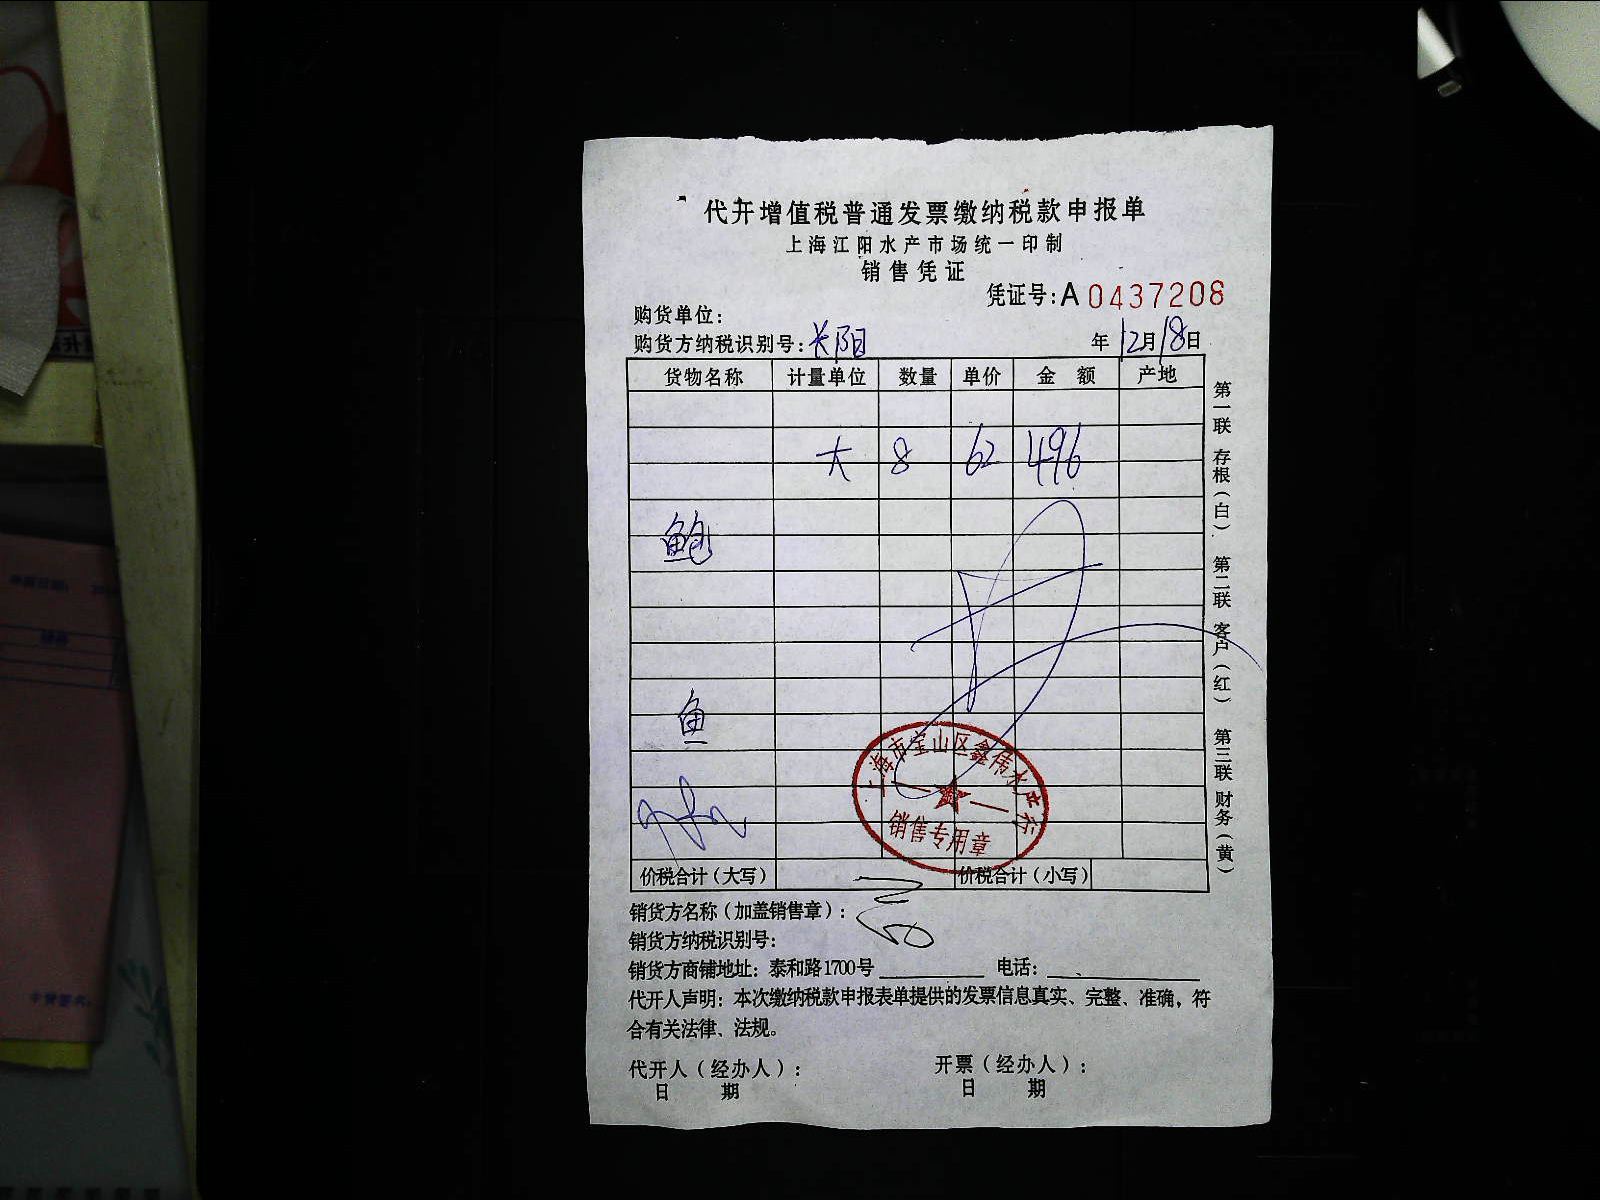 代开增值税普通发票缴纳税款申报单
上海江阳水产市场统一印制
销售凭证
凭证号:A0437208
购货单位:
购货方纳税识别号:长阳 年12月18日
货物名称 计量单位 数量 单价 金额 产地
大 8 62 496
鲍
鱼
价税合计(大写) 价税合计(小写)
上海市宝山区鑫伟水产行
销售专用章
销货方名称(加盖销售章):
销货方纳税识别号:
销货方商铺地址: 泰和路1700号 电话:
代开人声明: 本次缴纳税款申报表单提供的发票信息真实、完整、准确,符
合有关法律、法规。
代开人(经办人): 开票(经办人):
日期 日期
第一联 存根(白) 第二联 客户(红) 第三联 财务(黄)